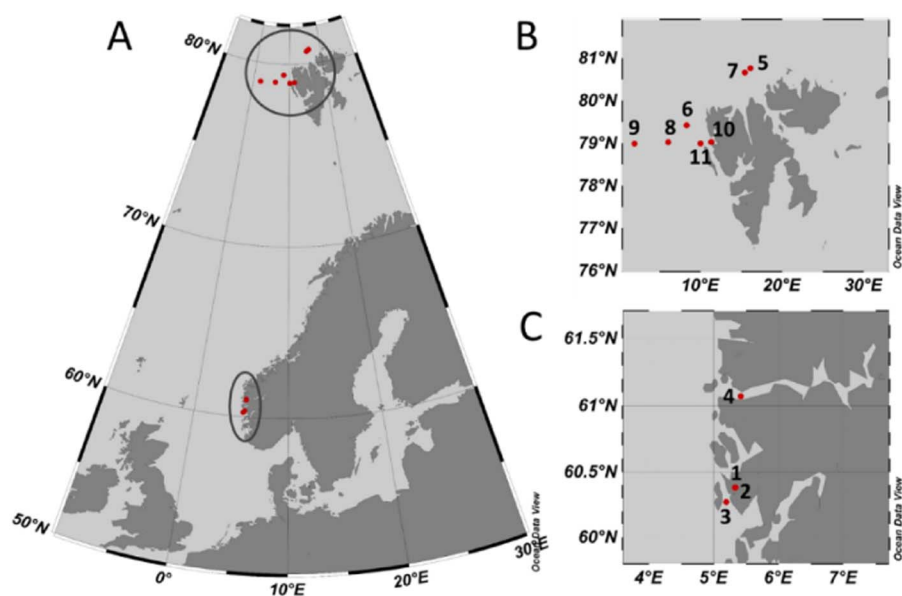 A
80°N
70°N
60°N
50°N
0°
10°E
20°E
30°E
Ocean Data View
B
81°N
80°N
79°N
78°N
77°N
76°N
7
5
6
9
8
10
11
10°E
20°E
30°E
Ocean Data View
C
61.5°N
61°N
60.5°N
60°N
4
1
2
3
4°E
5°E
6°E
7°E
Ocean Data View